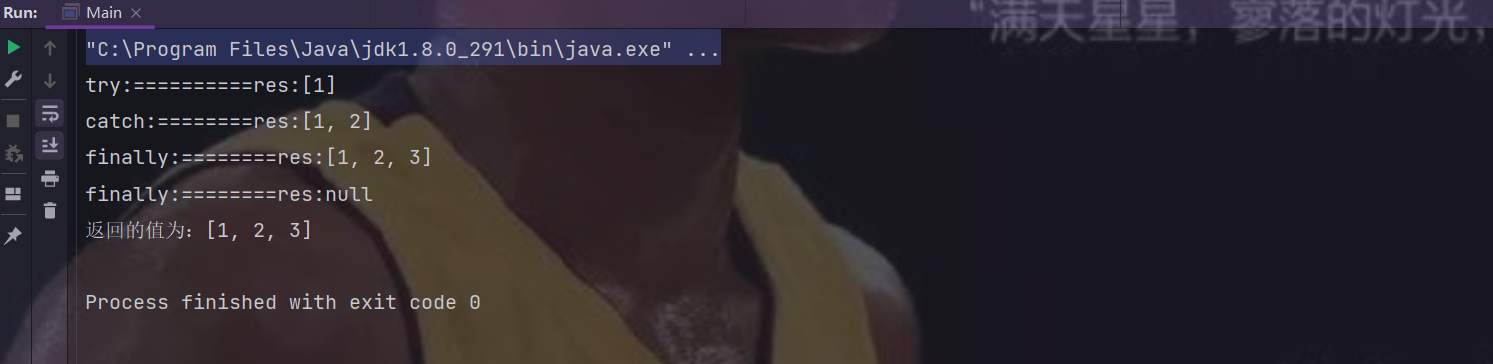 Run: Main
"满天星星，寥落的灯光，
"C:\Program Files\Java\jdk1.8.0_291\bin\java.exe" ...
try:==========res:[1]
catch:========res:[1, 2]
finally:========res:[1, 2, 3]
finally:========res:null
返回的值为：[1, 2, 3]
Process finished with exit code 0